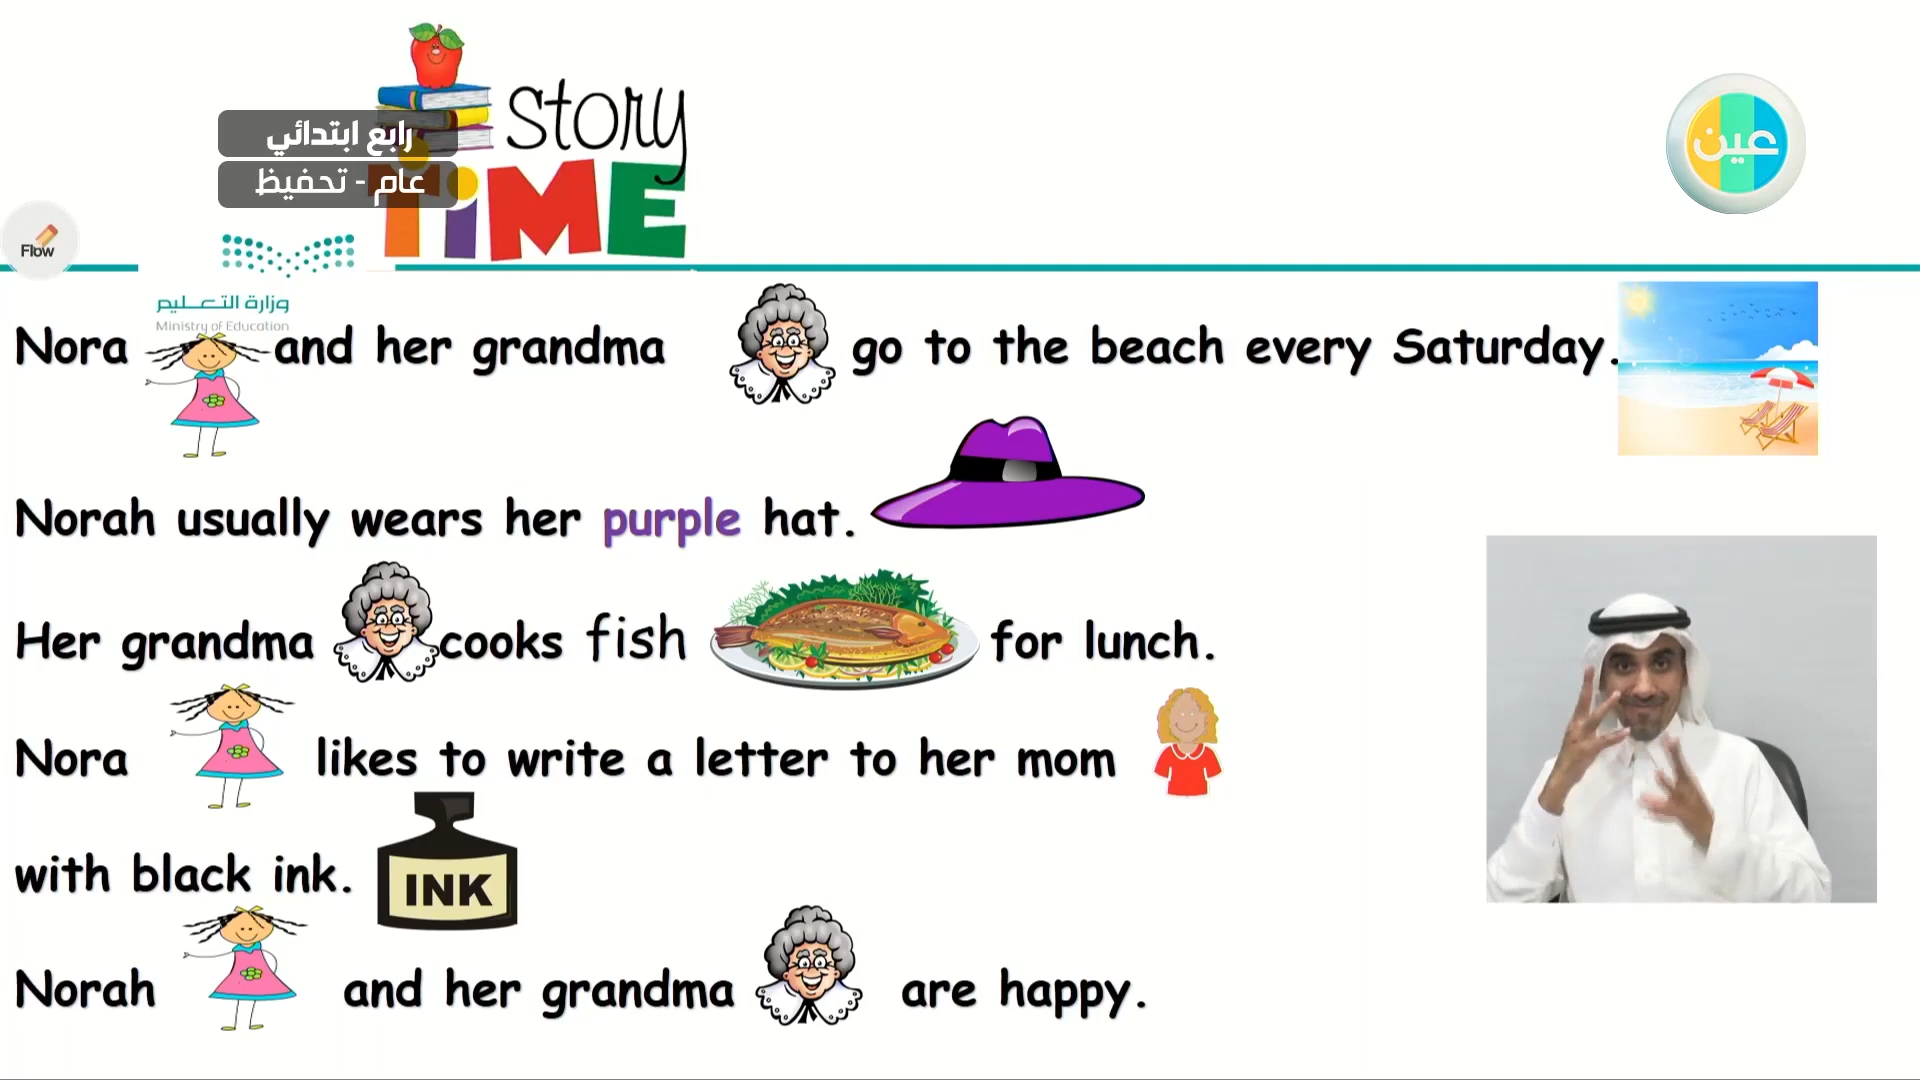 story
TiME
رابع ابتدائي
عام - تحفيظ
عين
Flow
وزارة التعليم
Ministry of Education
Nora and her grandma go to the beach every Saturday.
Norah usually wears her purple hat.
Her grandma cooks fish for lunch.
Nora likes to write a letter to her mom
with black ink.
INK
Norah and her grandma are happy.